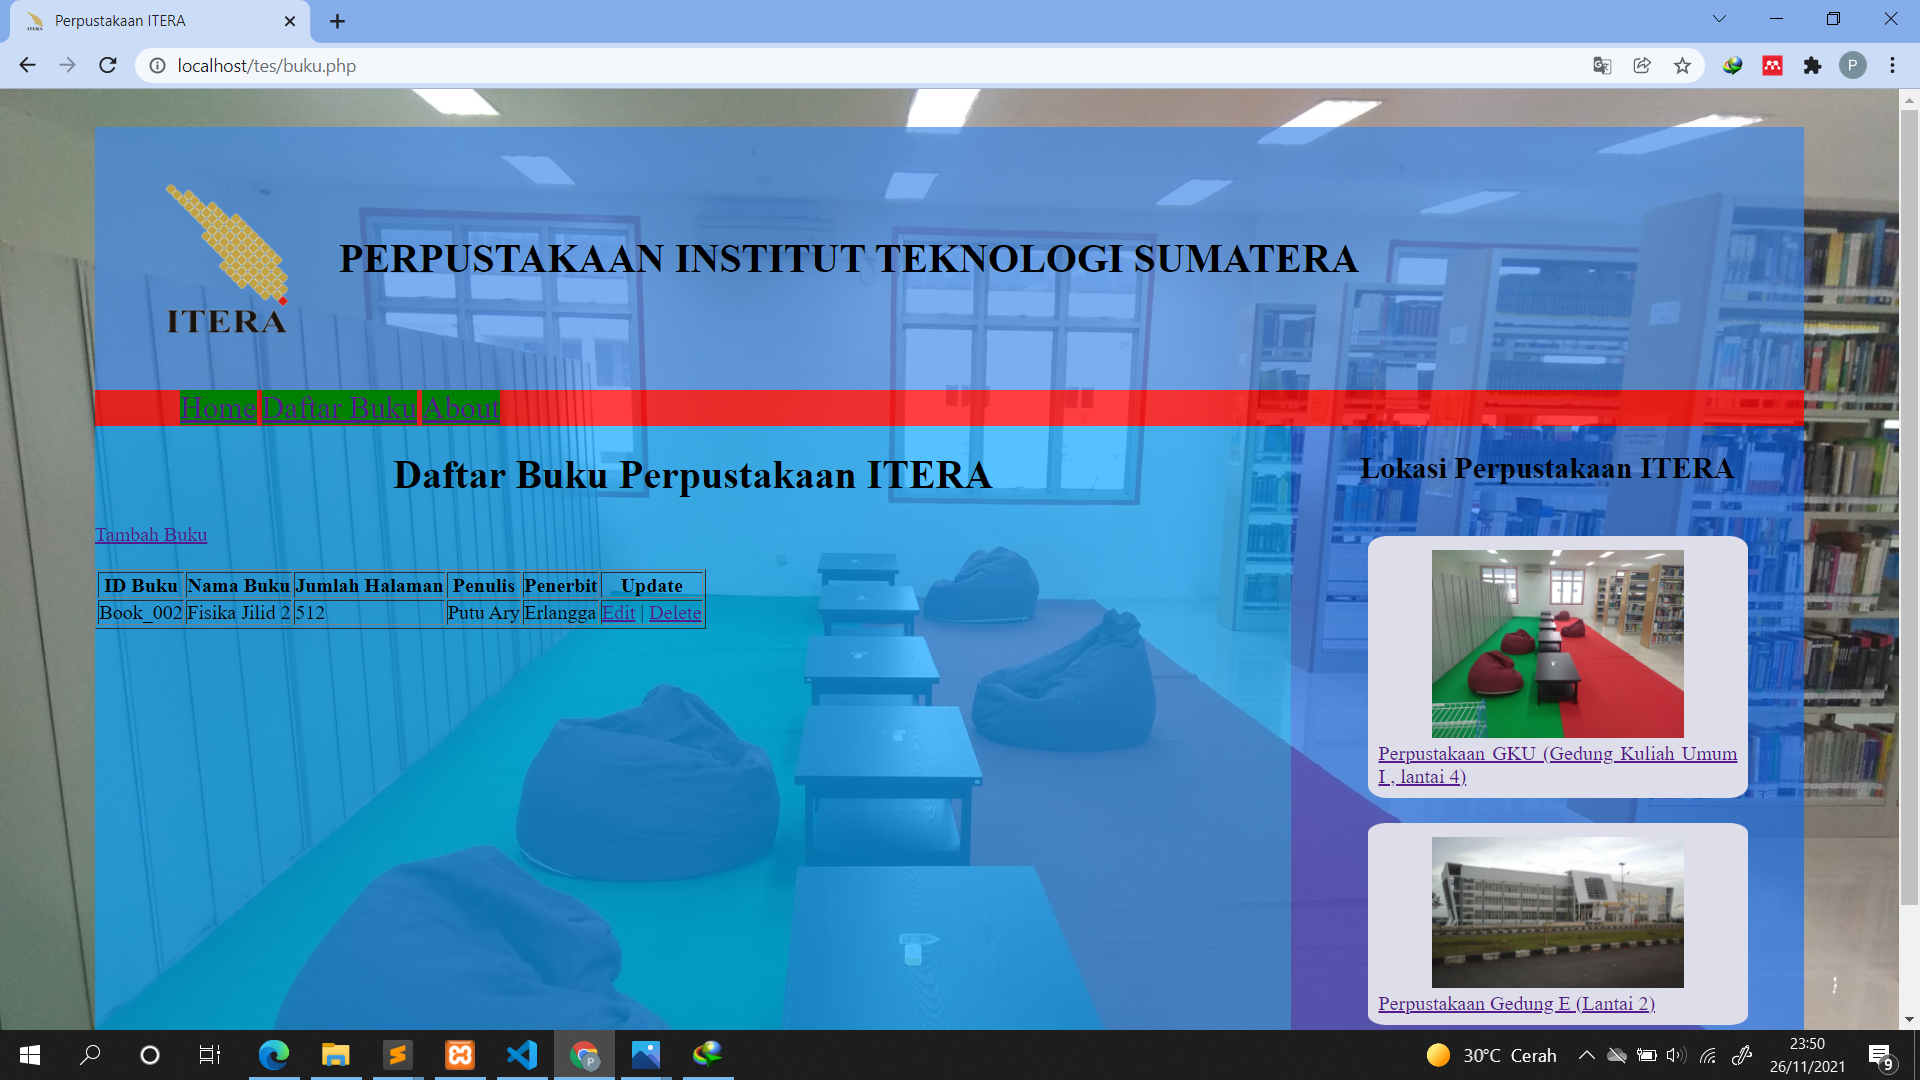 Perpustakaan ITERA
localhost/tes/buku.php
P
ITERA
PERPUSTAKAAN INSTITUT TEKNOLOGI SUMATERA
Home Daftar Buku About
Daftar Buku Perpustakaan ITERA
Tambah Buku
ID Buku Nama Buku Jumlah Halaman Penulis Penerbit Update
Book_002 Fisika Jilid 2 512 Putu Ary Erlangga Edit | Delete
Lokasi Perpustakaan ITERA
Perpustakaan GKU (Gedung Kuliah Umum
I , lantai 4)
Perpustakaan Gedung E (Lantai 2)
30°C Cerah
23:50
26/11/2021
9